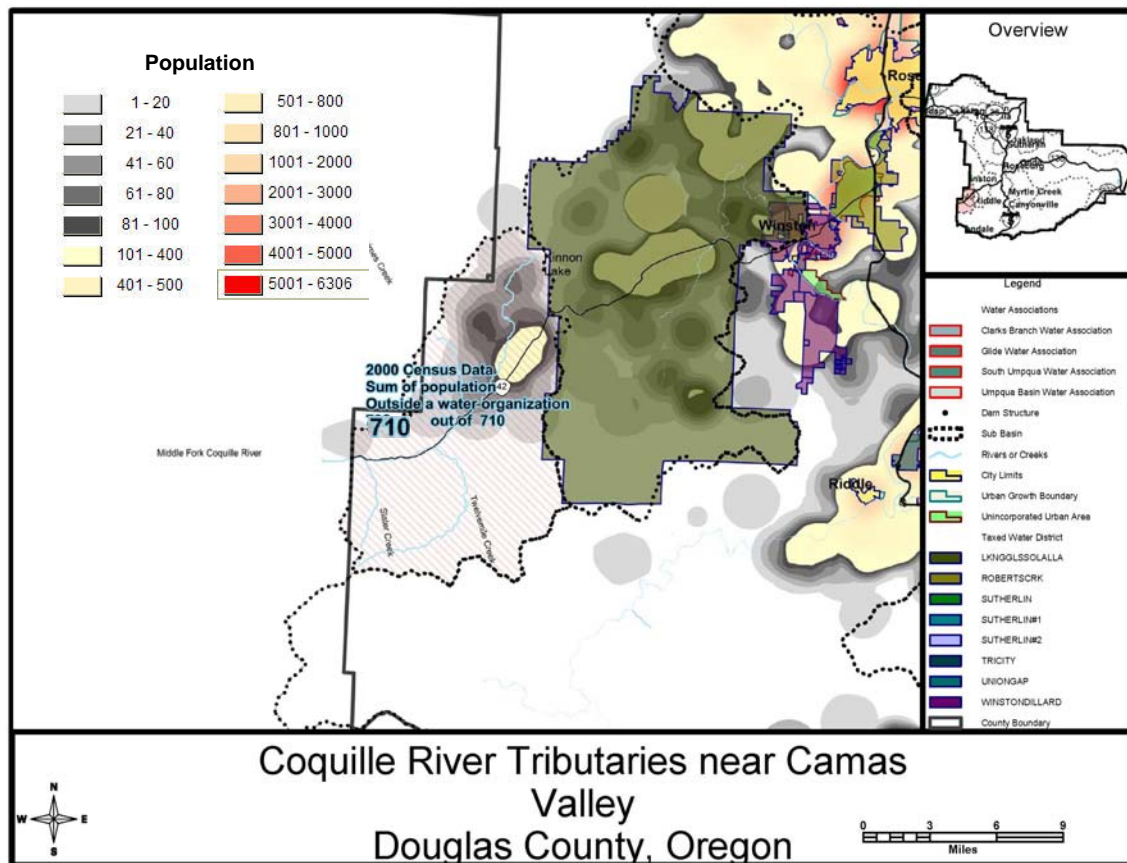 Population
1 - 20
21 - 40
41 - 60
61 - 80
81 - 100
101 - 400
401 - 500
501 - 800
801 - 1000
1001 - 2000
2001 - 3000
3001 - 4000
4001 - 5000
5001 - 6306
Rose
Winston
Lake
2000 Census Data
Sum of population
Outside a water organization
710 out of 710
42
Middle Fork Coquille River
Slater Creek
Twelvemile Creek
Riddle
Overview
Roseburg
Myrtle Creek
Canyonville
Legend
Water Associations
Clarks Branch Water Association
Glide Water Association
South Umpqua Water Association
Umpqua Basin Water Association
Dam Structure
Sub Basin
Rivers or Creeks
City Limits
Urban Growth Boundary
Unincorporated Urban Area
Taxed Water District
LKNGGLSSOLALLA
ROBERTSCRK
SUTHERLIN
SUTHERLIN#1
SUTHERLIN#2
TRICITY
UNIONGAP
WINSTONDILLARD
County Boundary
N
W E
S
Coquille River Tributaries near Camas
Valley
Douglas County, Oregon
0 3 6 9
Miles